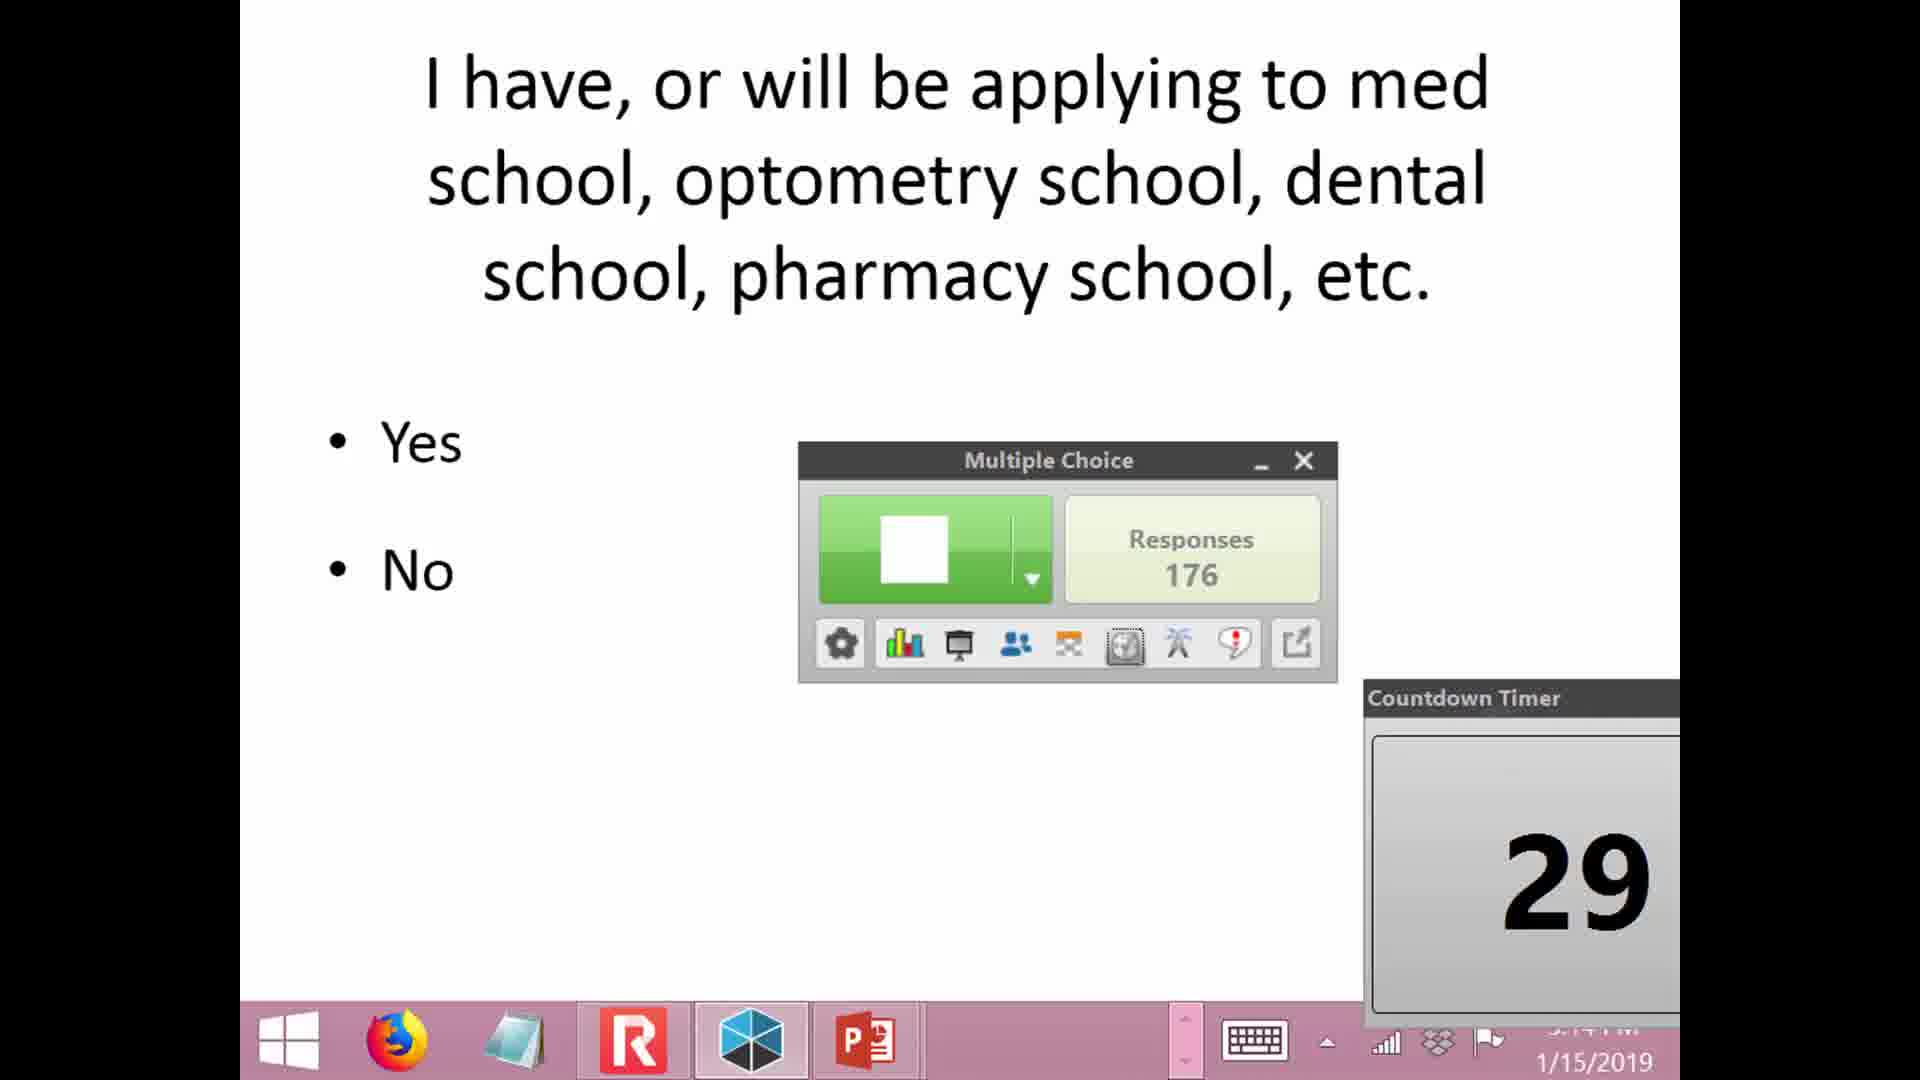 I have, or will be applying to med
school, optometry school, dental
school, pharmacy school, etc.
• Yes
• No
Multiple Choice
Responses
176
Countdown Timer
29
1/15/2019